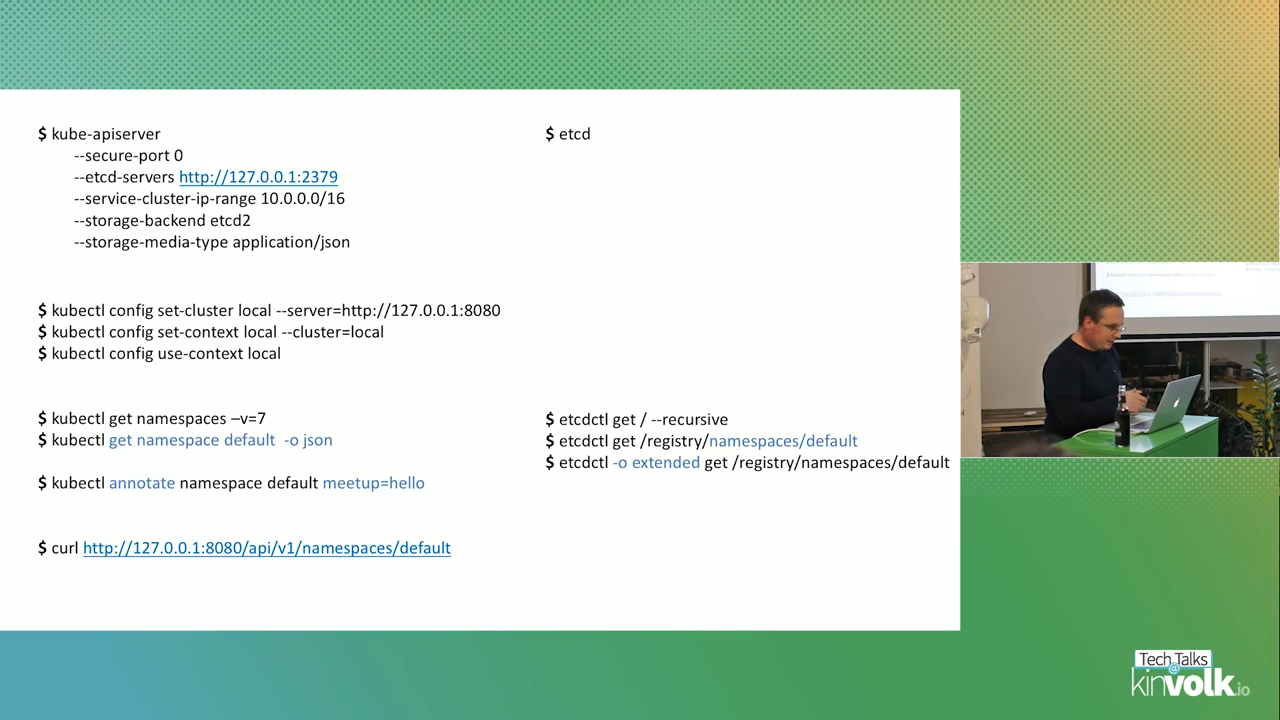 $ kube-apiserver
--secure-port 0
--etcd-servers http://127.0.0.1:2379
--service-cluster-ip-range 10.0.0.0/16
--storage-backend etcd2
--storage-media-type application/json
$ etcd
$ kubectl config set-cluster local --server=http://127.0.0.1:8080
$ kubectl config set-context local --cluster=local
$ kubectl config use-context local
$ kubectl get namespaces –v=7
$ kubectl get namespace default -o json
$ kubectl annotate namespace default meetup=hello
$ etcdctl get / --recursive
$ etcdctl get /registry/namespaces/default
$ etcdctl -o extended get /registry/namespaces/default
$ curl http://127.0.0.1:8080/api/v1/namespaces/default
Tech Talks
@
kinvolk.io